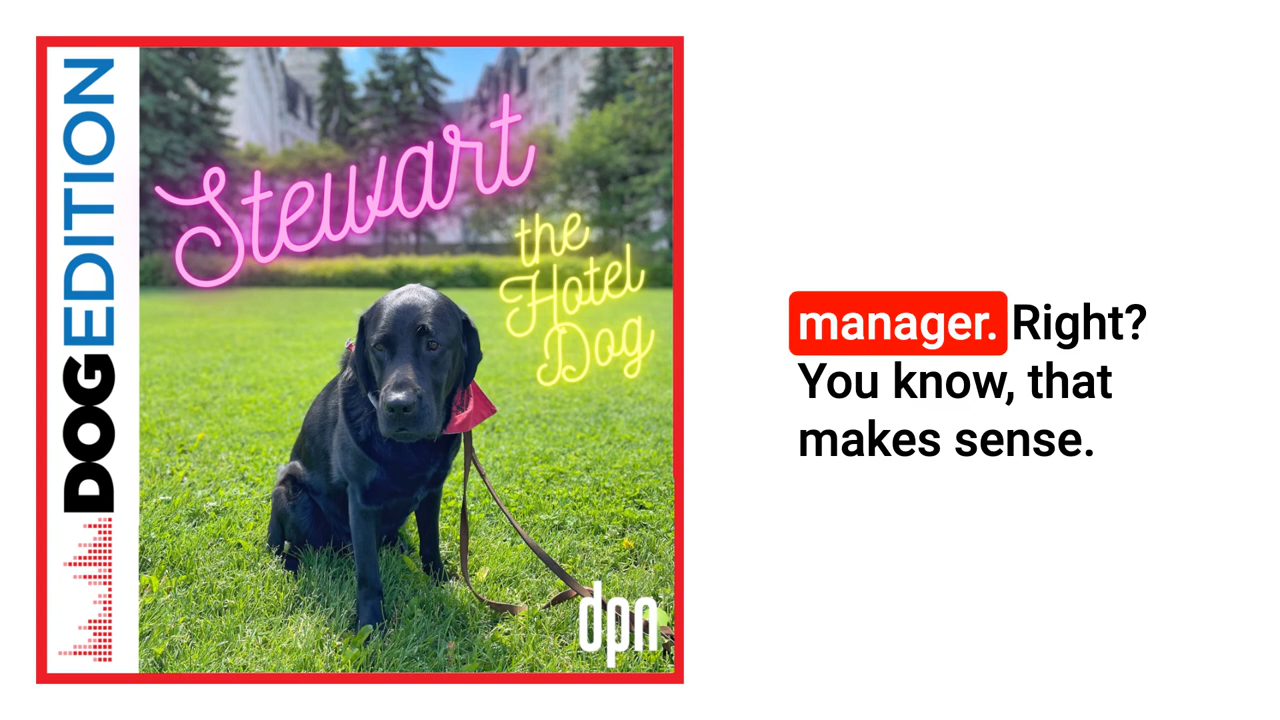 DOGEDITION
Stewart
the
Hotel
Dog
dpn
manager. Right?
You know, that
makes sense.